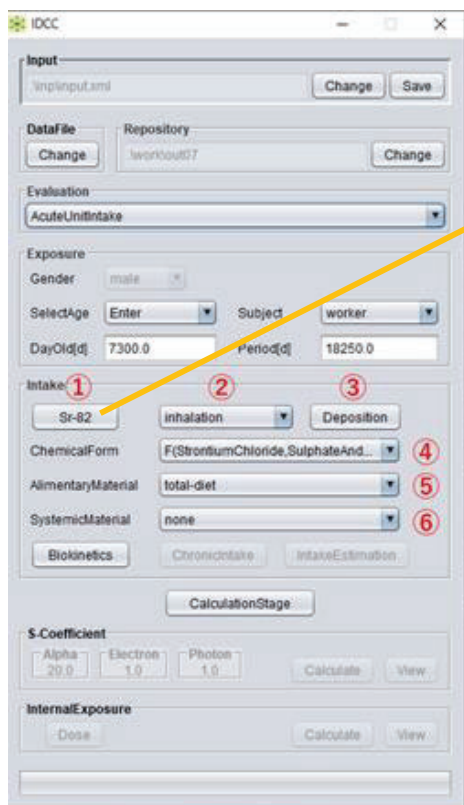 IDCC
Input
.\inp\input.xml Change Save
DataFile Repository
Change .\work\out07 Change
Evaluation
AcuteUnitIntake
Exposure
Gender male
SelectAge Enter Subject worker
DayOld[d] 7300.0 Period[d] 18250.0
Intake ① ② ③
Sr-82 inhalation Deposition
ChemicalForm F(StrontiumChloride,SulphateAnd... ④
AlimentaryMaterial total-diet ⑤
SystemicMaterial none ⑥
Biokinetics ChronicIntake IntakeEstimation
CalculationStage
S-Coefficient
Alpha Electron Photon
20.0 1.0 1.0 Calculate View
InternalExposure
Dose Calculate View